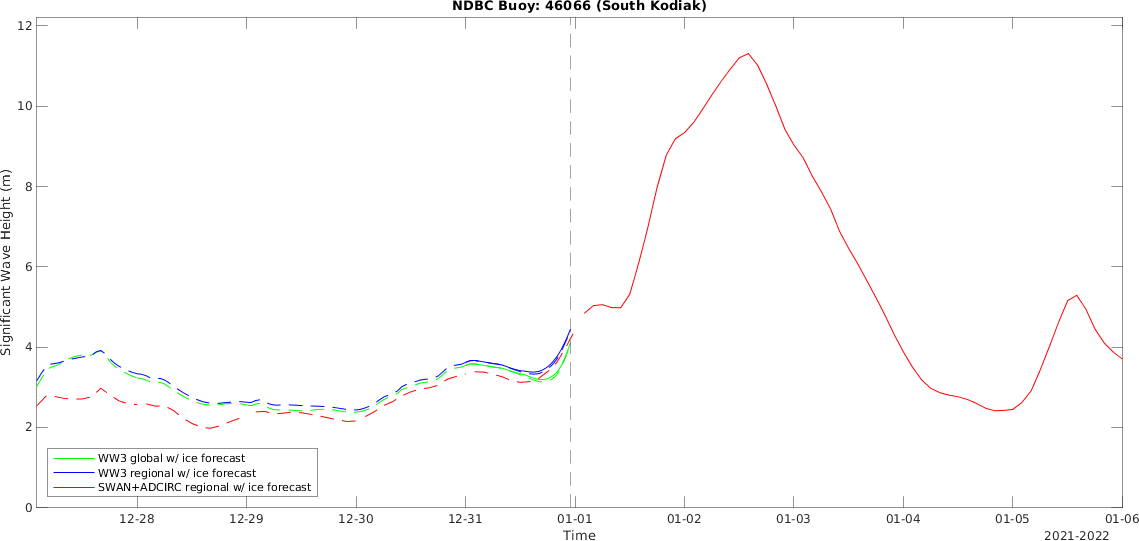 NDBC Buoy: 46066 (South Kodiak)
12
10
8
6
4
2
0
Significant Wave Height (m)
WW3 global w/ ice forecast
WW3 regional w/ ice forecast
SWAN+ADCIRC regional w/ ice forecast
12-28 12-29 12-30 12-31 01-01 01-02 01-03 01-04 01-05 01-06
Time
2021-2022